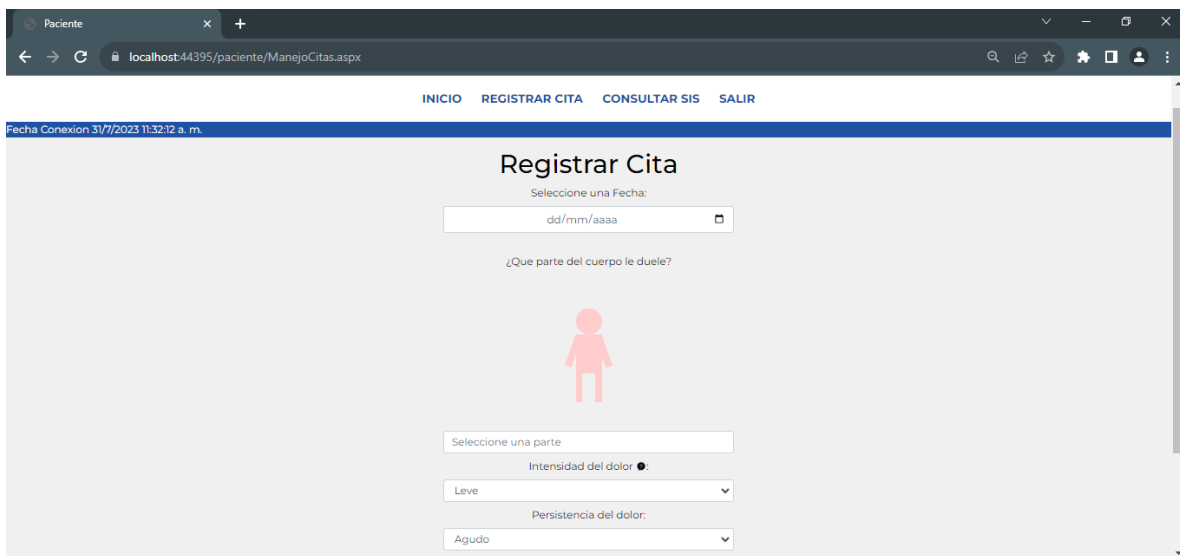 Paciente
localhost:44395/paciente/ManejoCitas.aspx
INICIO REGISTRAR CITA CONSULTAR SIS SALIR
Fecha Conexion 31/7/2023 11:32:12 a. m.
Registrar Cita
Seleccione una Fecha:
dd/mm/aaaa
¿Que parte del cuerpo le duele?
Seleccione una parte
Intensidad del dolor ?:
Leve
Persistencia del dolor:
Agudo